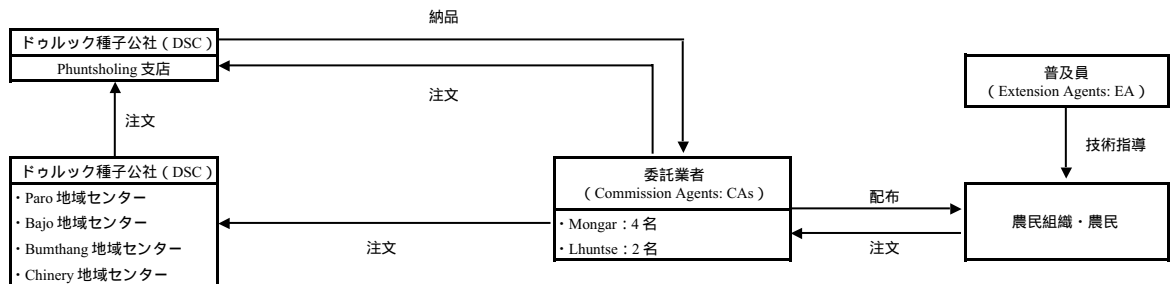 納品
ドゥルック種子公社（DSC）
Phuntsholing 支店
注文
普及員
（Extension Agents: EA）
注文
技術指導
ドゥルック種子公社（DSC）
・Paro 地域センター
・Bajo 地域センター
・Bumthang 地域センター
・Chinery 地域センター
注文
委託業者
（Commission Agents: CAs）
・Mongar：4 名
・Lhuntse：2 名
配布
注文
農民組織・農民